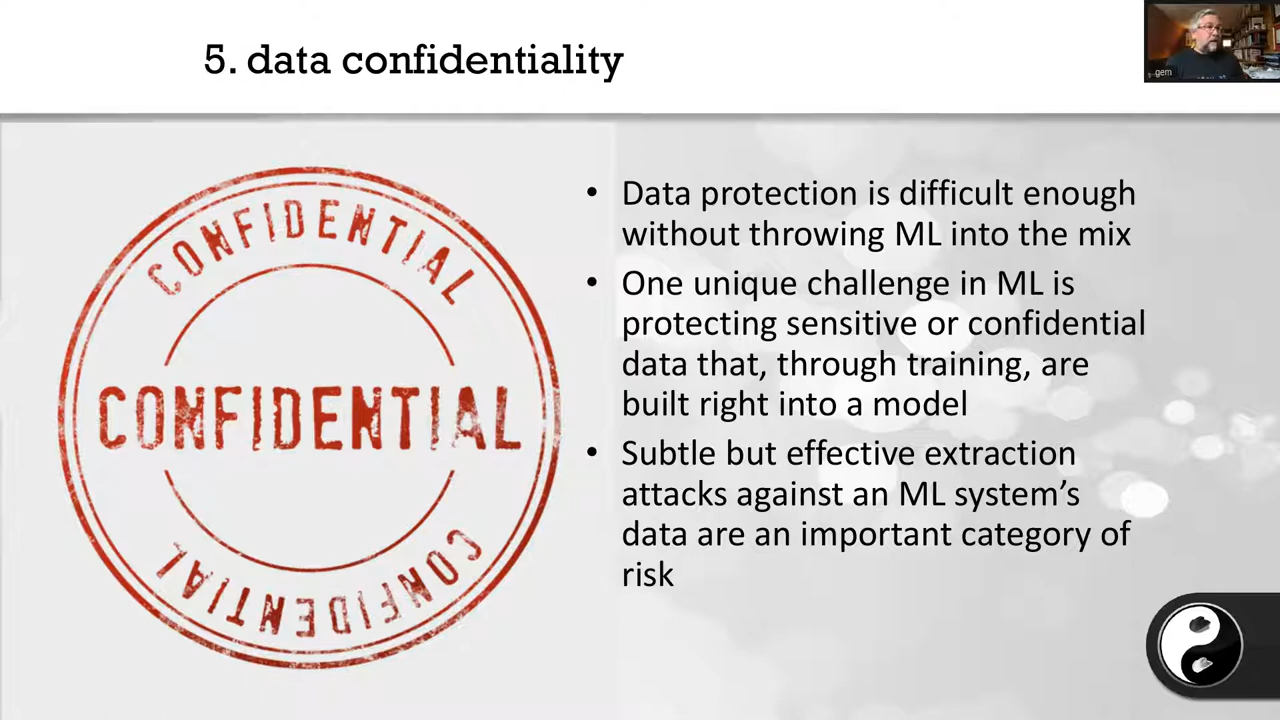 5. data confidentiality
gem
CONFIDENTIAL
CONFIDENTIAL
CONFIDENTIAL
• Data protection is difficult enough
without throwing ML into the mix
• One unique challenge in ML is
protecting sensitive or confidential
data that, through training, are
built right into a model
• Subtle but effective extraction
attacks against an ML system’s
data are an important category of
risk